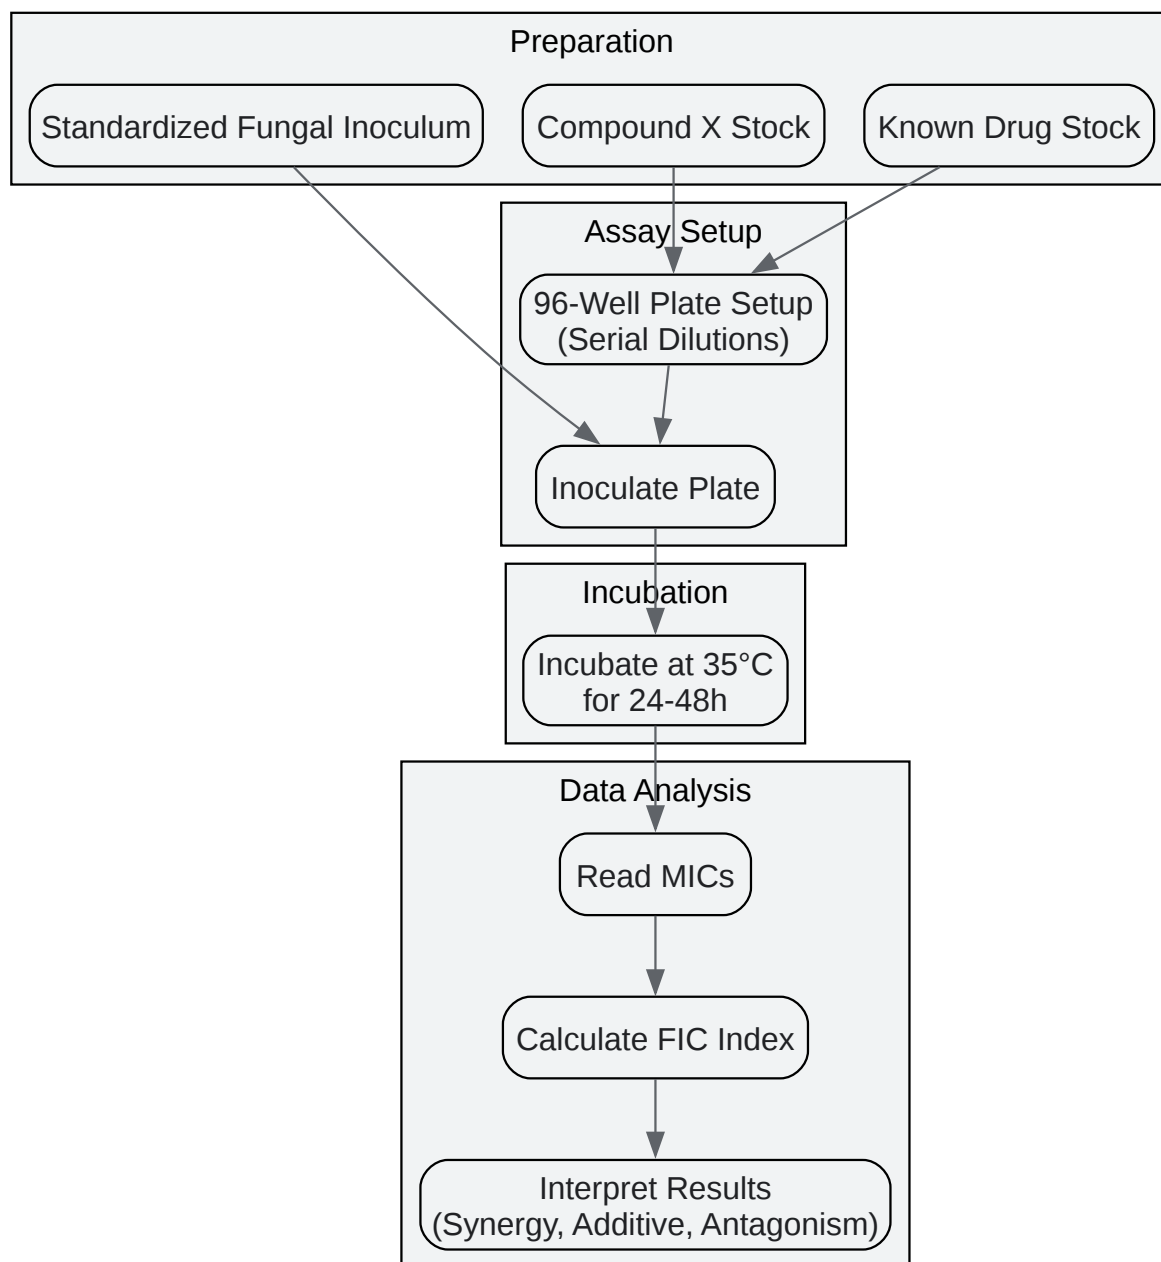 Preparation
Standardized Fungal Inoculum
Compound X Stock
Known Drug Stock
Assay Setup
96-Well Plate Setup
(Serial Dilutions)
Inoculate Plate
Incubation
Incubate at 35°C
for 24-48h
Data Analysis
Read MICs
Calculate FIC Index
Interpret Results
(Synergy, Additive, Antagonism)